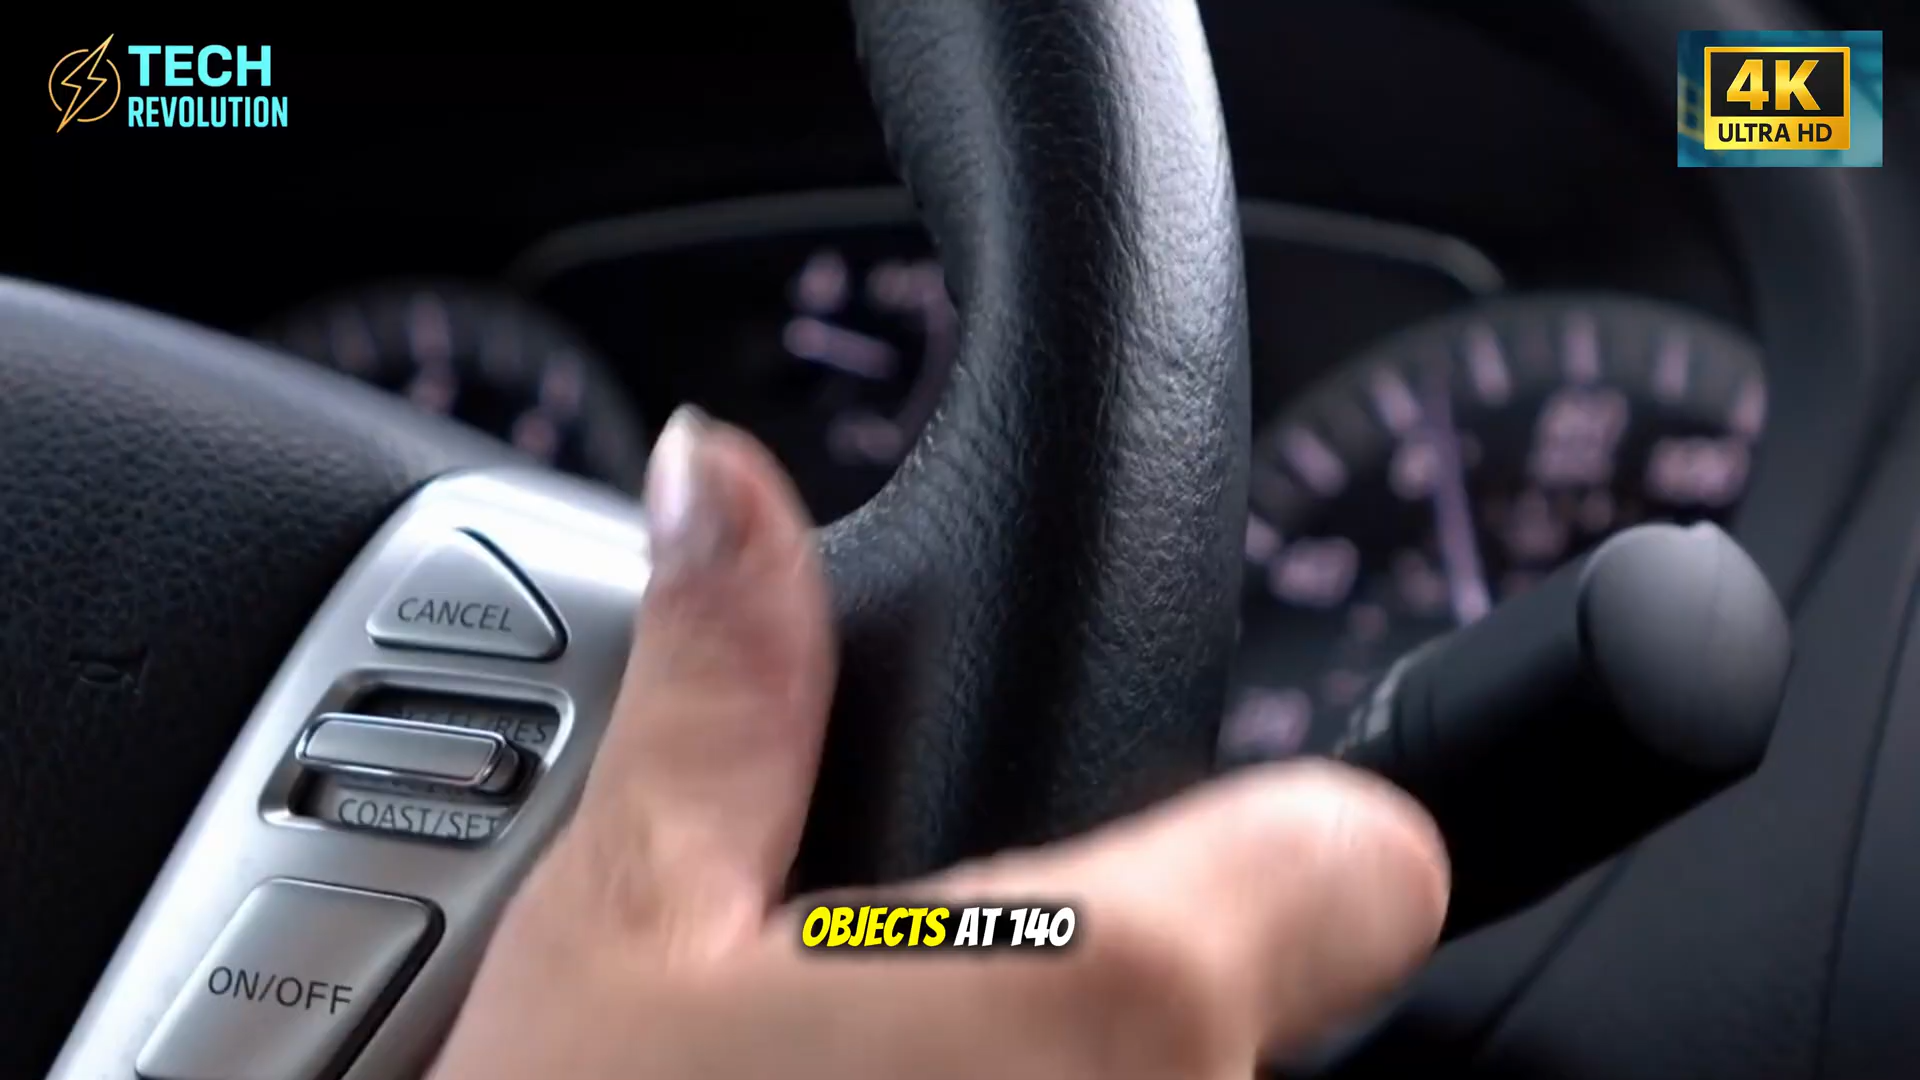 TECH
REVOLUTION
4K
ULTRA HD
CANCEL
COAST/SET
ON/OFF
OBJECTS AT 140